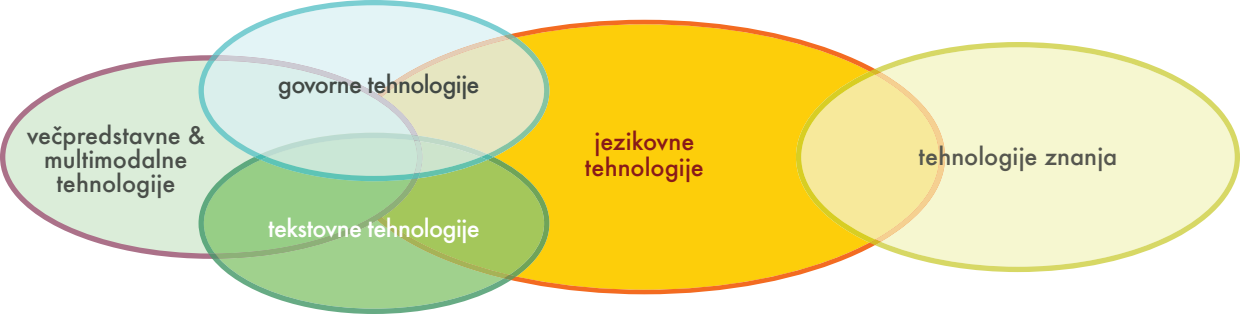 govorne tehnologije
večpredstavne &
multimodalne
tehnologije
jezikovne
tehnologije
tehnologije znanja
tekstovne tehnologije